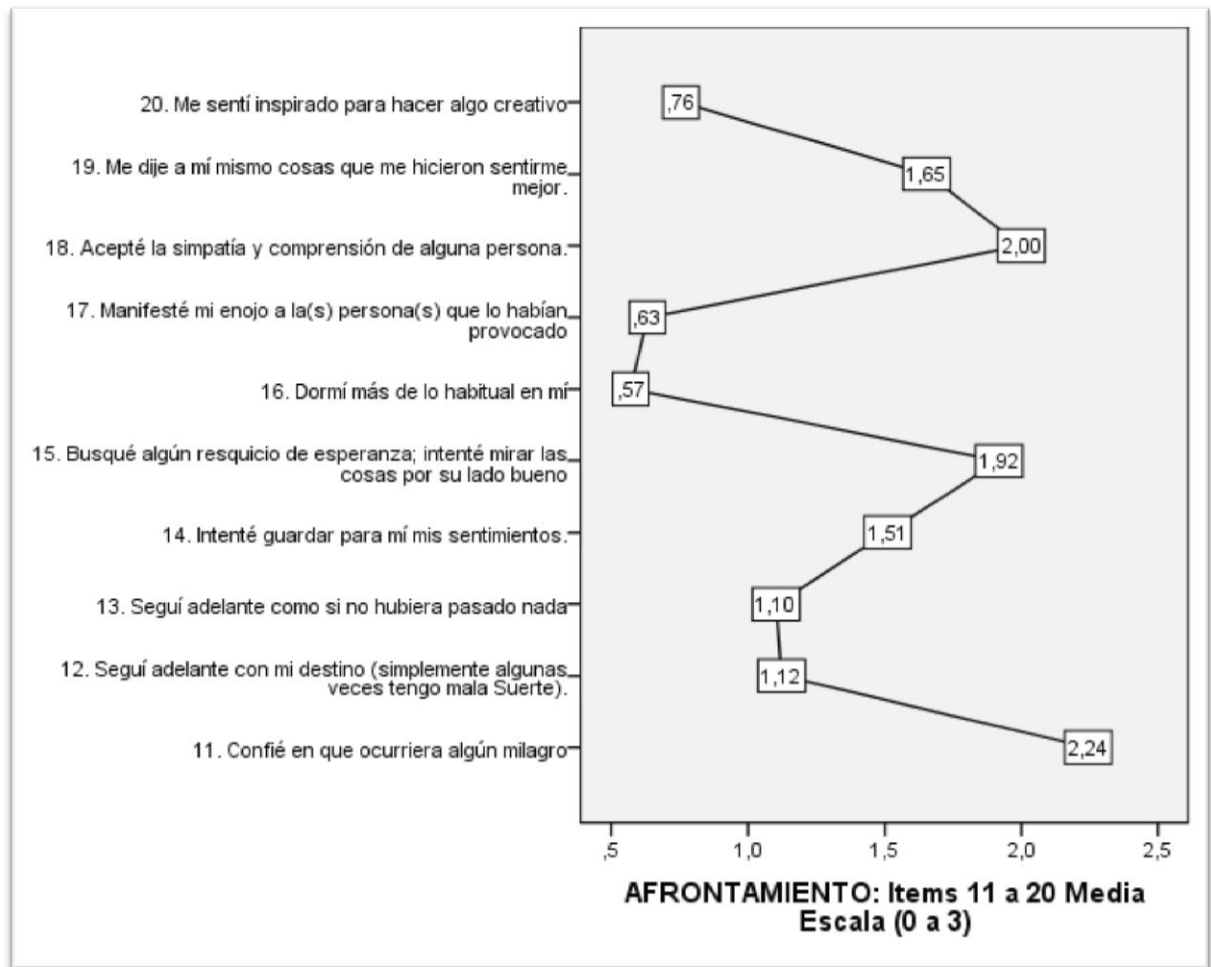 20. Me sentí inspirado para hacer algo creativo
,76
19. Me dije a mí mismo cosas que me hicieron sentirme
mejor.
1,65
18. Acepté la simpatía y comprensión de alguna persona.
2,00
17. Manifesté mi enojo a la(s) persona(s) que lo habían
provocado
,63
16. Dormí más de lo habitual en mí
,57
15. Busqué algún resquicio de esperanza; intenté mirar las
cosas por su lado bueno
1,92
14. Intenté guardar para mí mis sentimientos.
1,51
13. Seguí adelante como si no hubiera pasado nada
1,10
12. Seguí adelante con mi destino (simplemente algunas
veces tengo mala Suerte).
1,12
11. Confié en que ocurriera algún milagro
2,24
,5 1,0 1,5 2,0 2,5
AFRONTAMIENTO: Items 11 a 20 Media
Escala (0 a 3)